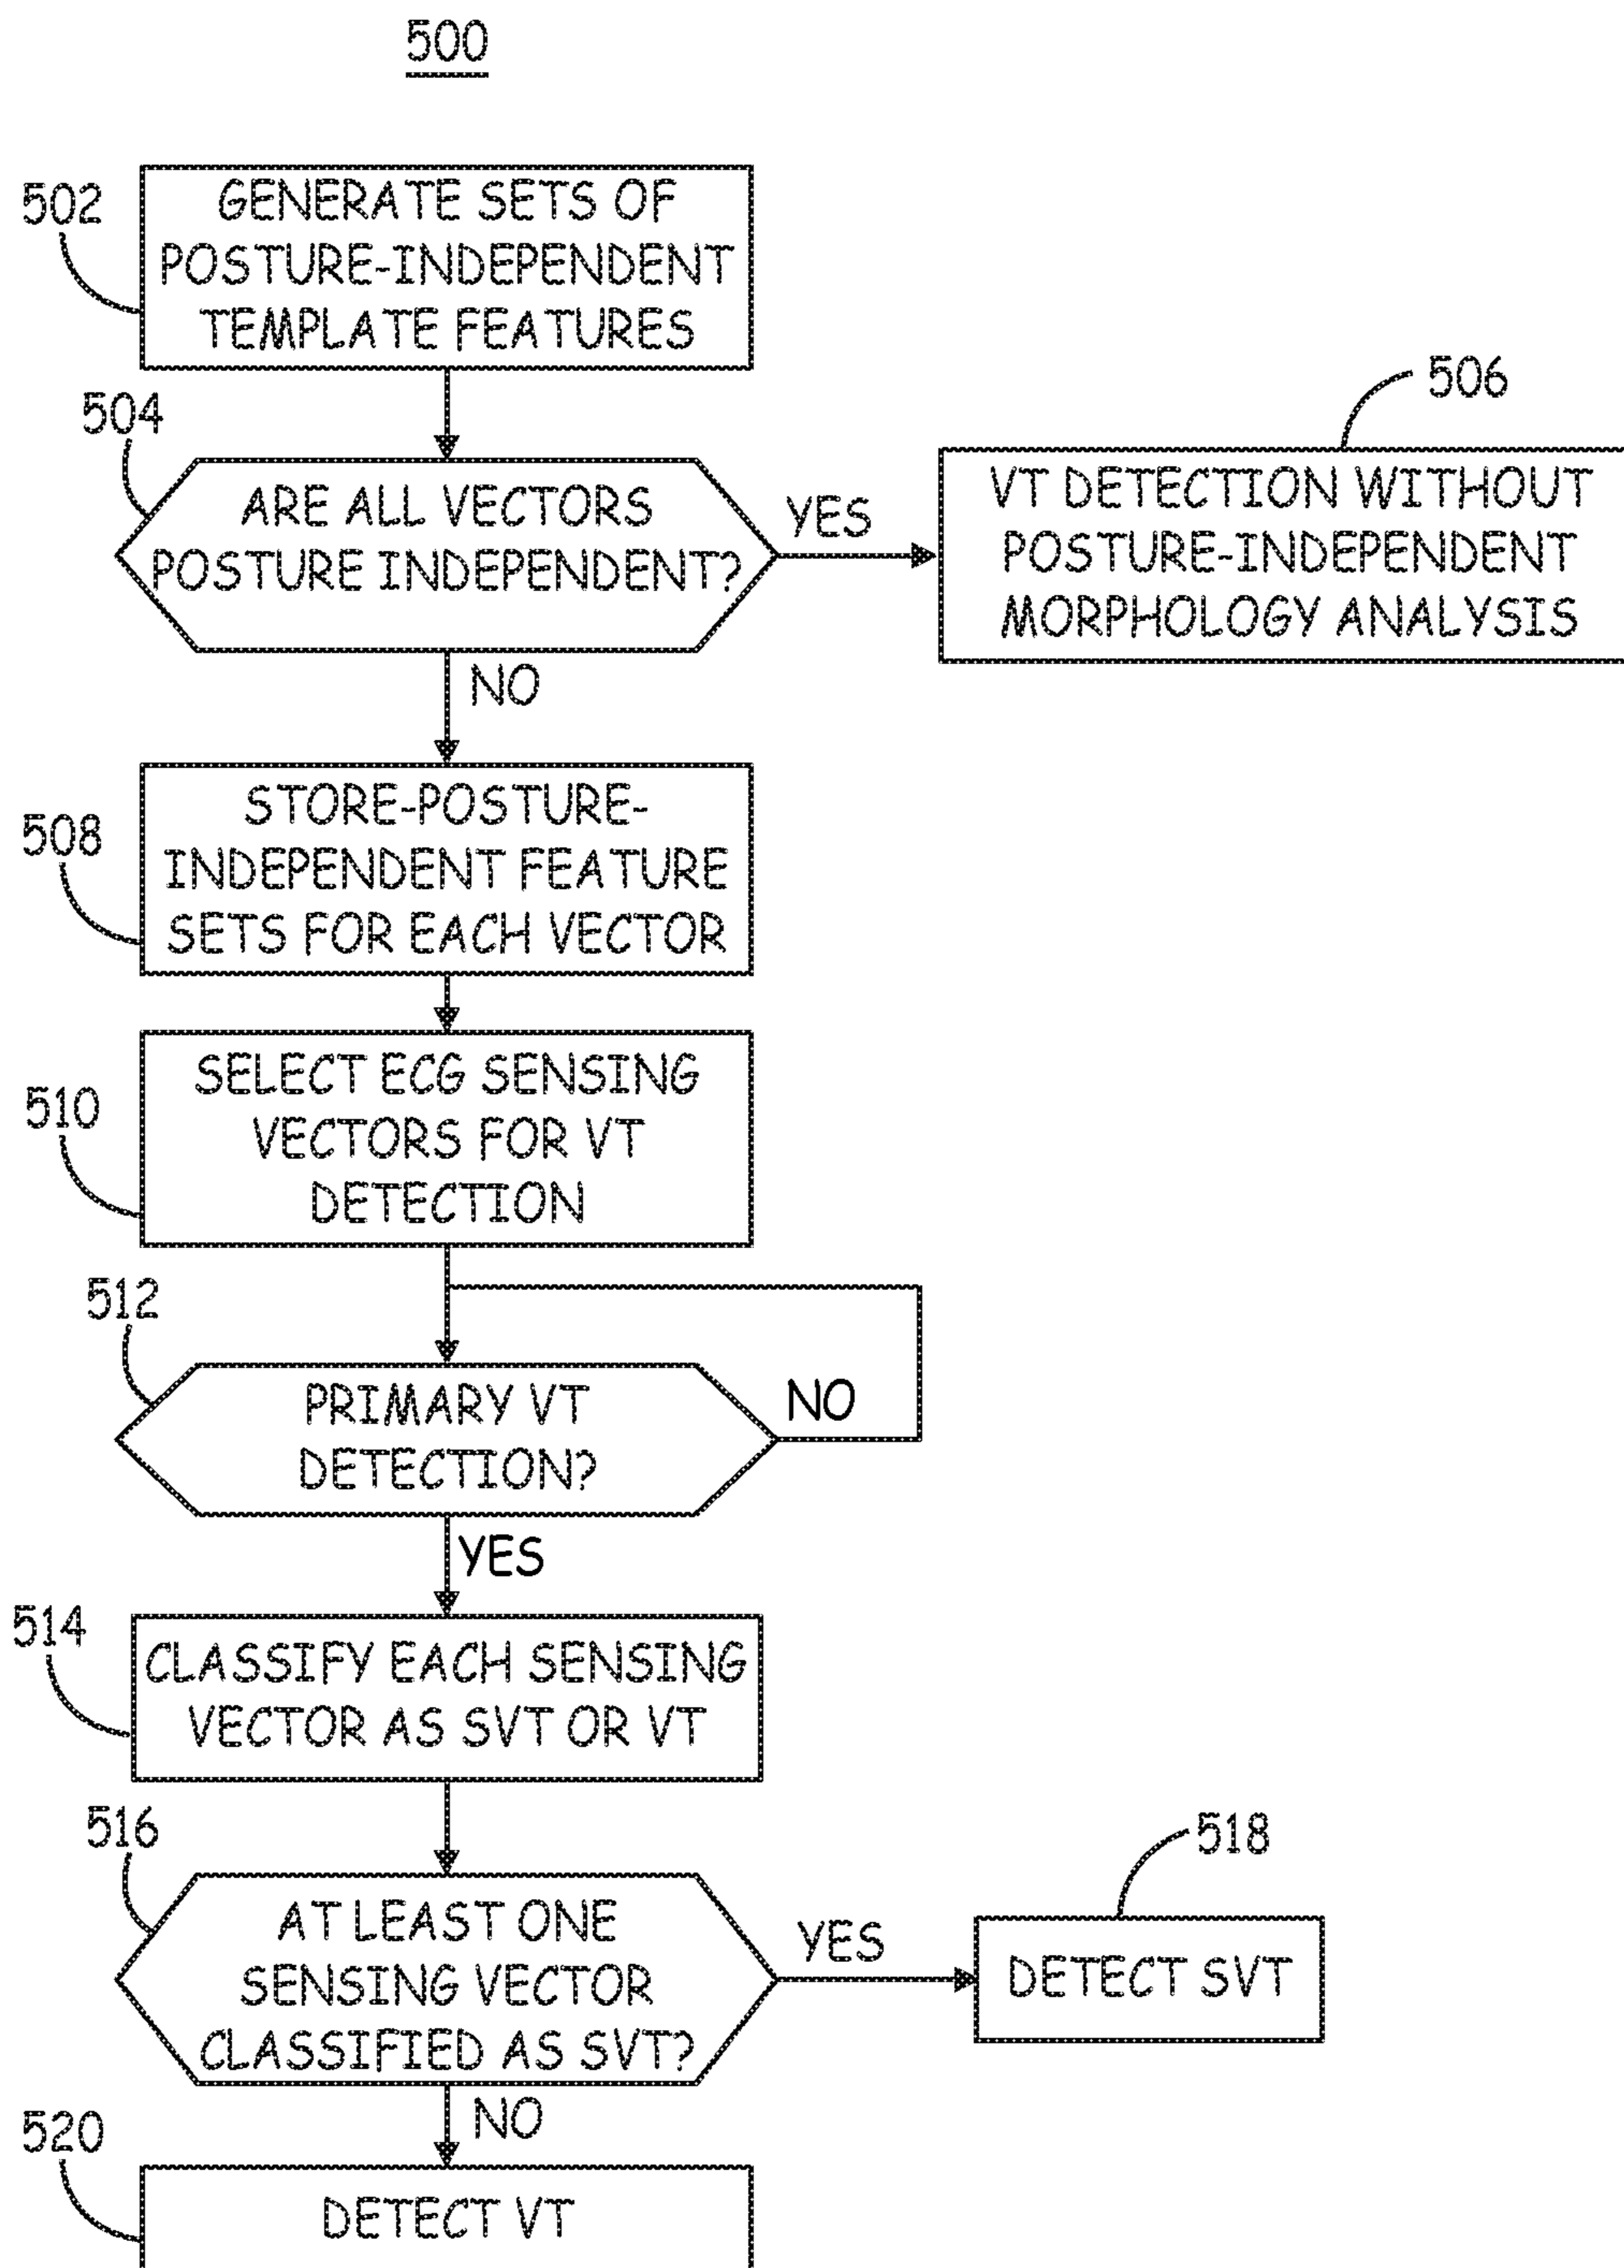 500
502
GENERATE SETS OF
POSTURE-INDEPENDENT
TEMPLATE FEATURES
504
ARE ALL VECTORS
POSTURE INDEPENDENT?
YES
506
VT DETECTION WITHOUT
POSTURE-INDEPENDENT
MORPHOLOGY ANALYSIS
NO
508
STORE-POSTURE-
INDEPENDENT FEATURE
SETS FOR EACH VECTOR
510
SELECT ECG SENSING
VECTORS FOR VT
DETECTION
512
PRIMARY VT
DETECTION?
NO
YES
514
CLASSIFY EACH SENSING
VECTOR AS SVT OR VT
516
AT LEAST ONE
SENSING VECTOR
CLASSIFIED AS SVT?
YES
518
DETECT SVT
NO
520
DETECT VT